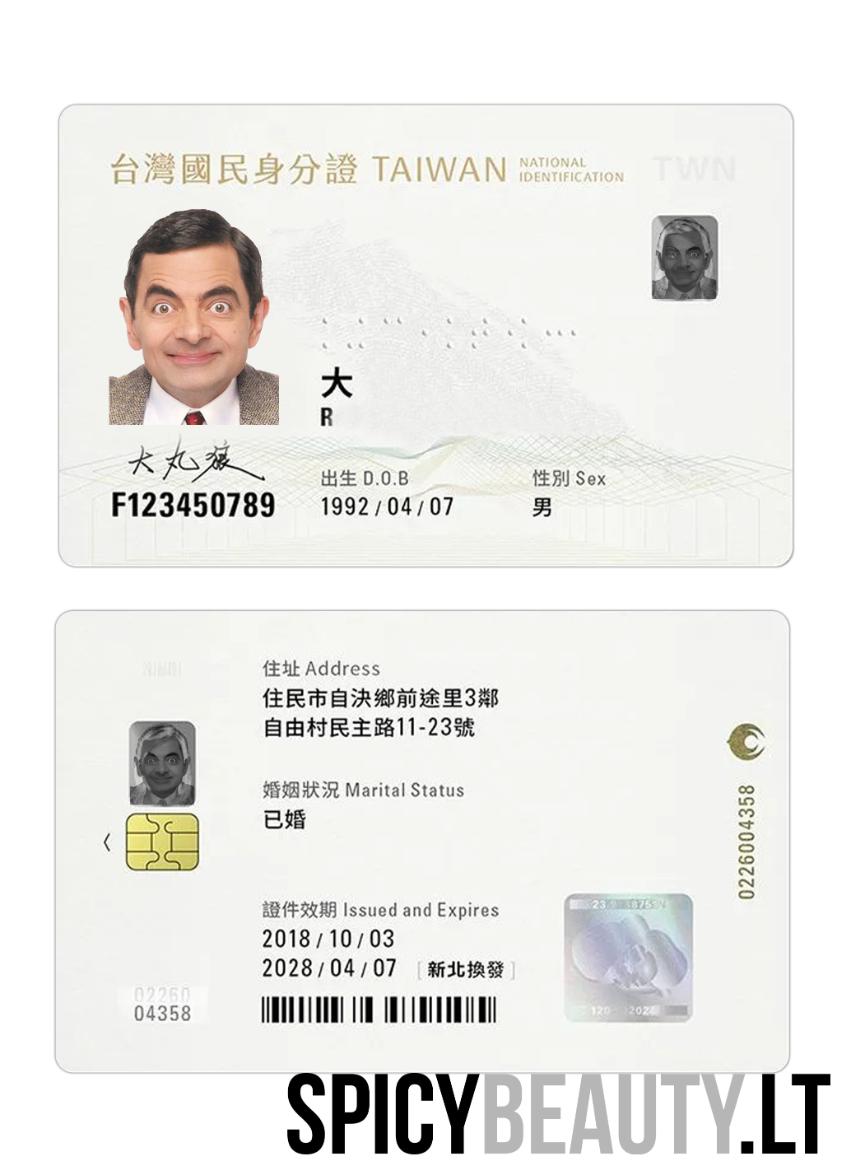 台灣國民身分證 TAIWAN NATIONAL IDENTIFICATION TWN
大
R
大丸
F123450789
出生 D.O.B
1992 / 04 / 07
性別 Sex
男
住址 Address
住民市自決鄉前途里3鄰
自由村民主路11-23號
婚姻狀況 Marital Status
已婚
證件效期 Issued and Expires
2018 / 10 / 03
2028 / 04 / 07 [ 新北換發 ]
0226004358
02260
04358
SPICYBEAUTY.LT